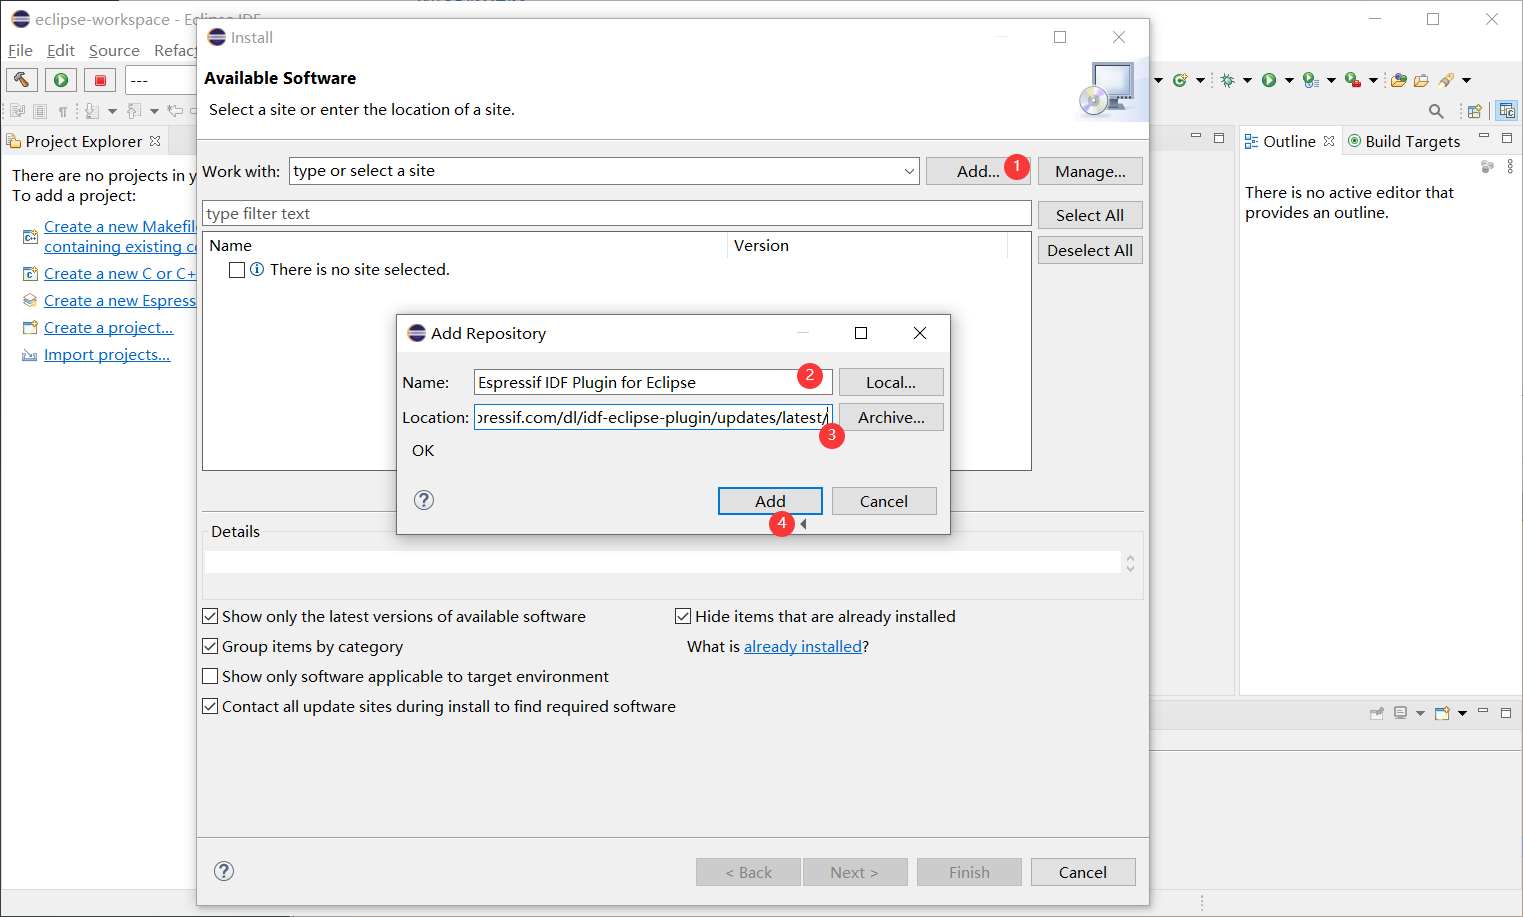 eclipse-workspace - Eclipse IDE
File Edit Source Refac
---
Project Explorer
There are no projects in y
To add a project:
Create a new Makefil
containing existing co
Create a new C or C+
Create a new Espress
Create a project...
Import projects...
Install
Available Software
Select a site or enter the location of a site.
Work with: type or select a site Add... 1 Manage...
type filter text Select All
Name Version Deselect All
There is no site selected.
Add Repository
Name: Espressif IDF Plugin for Eclipse 2 Local...
Location: pressif.com/dl/idf-eclipse-plugin/updates/latest/ Archive...
3
OK
Add Cancel
4
Details
Show only the latest versions of available software Hide items that are already installed
Group items by category What is already installed?
Show only software applicable to target environment
Contact all update sites during install to find required software
< Back Next > Finish Cancel
Outline Build Targets
There is no active editor that
provides an outline.